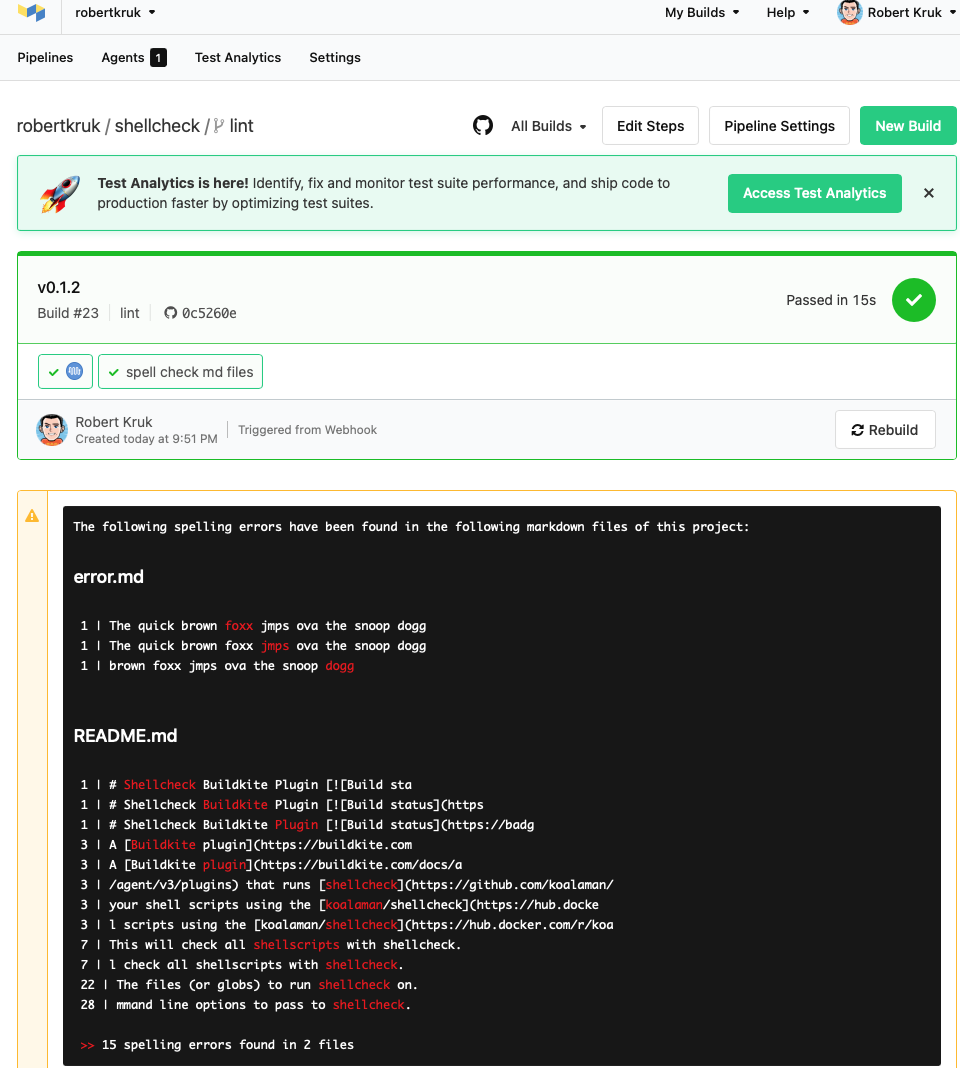 robertkruk
My Builds
Help
Robert Kruk
Pipelines
Agents 1
Test Analytics
Settings
robertkruk / shellcheck / lint
All Builds
Edit Steps
Pipeline Settings
New Build
Test Analytics is here! Identify, fix and monitor test suite performance, and ship code to
production faster by optimizing test suites.
Access Test Analytics
v0.1.2
Build #23 lint 0c5260e
Passed in 15s
spell check md files
Robert Kruk
Created today at 9:51 PM
Triggered from Webhook
Rebuild
The following spelling errors have been found in the following markdown files of this project:
error.md
1 | The quick brown foxx jmps ova the snoop dogg
1 | The quick brown foxx jmps ova the snoop dogg
1 | brown foxx jmps ova the snoop dogg
README.md
1 | # Shellcheck Buildkite Plugin [![Build sta
1 | # Shellcheck Buildkite Plugin [![Build status](https
1 | # Shellcheck Buildkite Plugin [![Build status](https://badg
3 | A [Buildkite plugin](https://buildkite.com
3 | A [Buildkite plugin](https://buildkite.com/docs/a
3 | /agent/v3/plugins) that runs [shellcheck](https://github.com/koalaman/
3 | your shell scripts using the [koalaman/shellcheck](https://hub.docke
3 | l scripts using the [koalaman/shellcheck](https://hub.docker.com/r/koa
7 | This will check all shellscripts with shellcheck.
7 | l check all shellscripts with shellcheck.
22 | The files (or globs) to run shellcheck on.
28 | mmand line options to pass to shellcheck.
>> 15 spelling errors found in 2 files